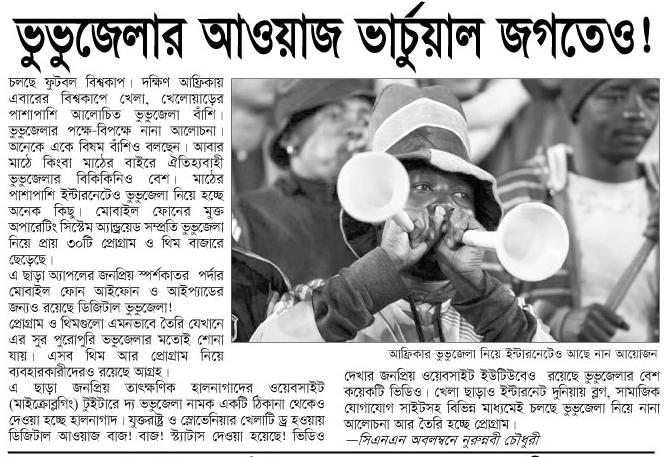 ভুভুজেলার আওয়াজ ভার্চুয়াল জগতেও!
চলছে ফুটবল বিশ্বকাপ। দক্ষিণ আফ্রিকায়
এবারের বিশ্বকাপে খেলা, খেলোয়াড়ের
পাশাপাশি আলোচিত ভুভুজেলা বাঁশি।
ভুভুজেলার পক্ষে-বিপক্ষে নানা আলোচনা।
অনেকে একে বিষম বাঁশিও বলছেন। আবার
মাঠে কিংবা মাঠের বাইরে ঐতিহ্যবাহী
ভুভুজেলার বিকিকিনিও বেশ। মাঠের
পাশাপাশি ইন্টারনেটেও ভুভুজেলা নিয়ে হচ্ছে
অনেক কিছু। মোবাইল ফোনের মুক্ত
অপারেটিং সিস্টেম অ্যান্ড্রয়েড সম্প্রতি ভুভুজেলা
নিয়ে প্রায় ৩০টি প্রোগ্রাম ও থিম বাজারে
ছেড়েছে।
এ ছাড়া অ্যাপলের জনপ্রিয় স্পর্শকাতর পর্দার
মোবাইল ফোন আইফোন ও আইপ্যাডের
জন্যও রয়েছে ডিজিটাল ভুভুজেলা!
প্রোগ্রাম ও থিমগুলো এমনভাবে তৈরি যেখানে
এর সুর পুরোপুরি ভভুজেলার মতোই শোনা
যায়। এসব থিম আর প্রোগ্রাম নিয়ে
ব্যবহারকারীদেরও রয়েছে আগ্রহ।
এ ছাড়া জনপ্রিয় তাৎক্ষণিক হালনাগাদের ওয়েবসাইট
(মাইক্রোব্লগিং) টুইটারে দ্য ভভুজেলা নামক একটি ঠিকানা থেকেও
দেওয়া হচ্ছে হালনাগাদ। যুক্তরাষ্ট্র ও স্লোভেনিয়ার খেলাটি ড্র হওয়ায়
ডিজিটাল আওয়াজ বাজ! বাজ! স্ট্যাটাস দেওয়া হয়েছে! ভিডিও
আফ্রিকার ভুভুজেলা নিয়ে ইন্টারনেটেও আছে নান আয়োজন
দেখার জনপ্রিয় ওয়েবসাইট ইউটিউবেও রয়েছে ভুভুজেলার বেশ
কয়েকটি ভিডিও। খেলা ছাড়াও ইন্টারনেট দুনিয়ায় ব্লগ, সামাজিক
যোগাযোগ সাইটসহ বিভিন্ন মাধ্যমেই চলছে ভুভুজেলা নিয়ে নানা
আলোচনা আর তৈরি হচ্ছে প্রোগ্রাম।
—সিএনএন অবলম্বনে নুরুন্নবী চৌধুরী